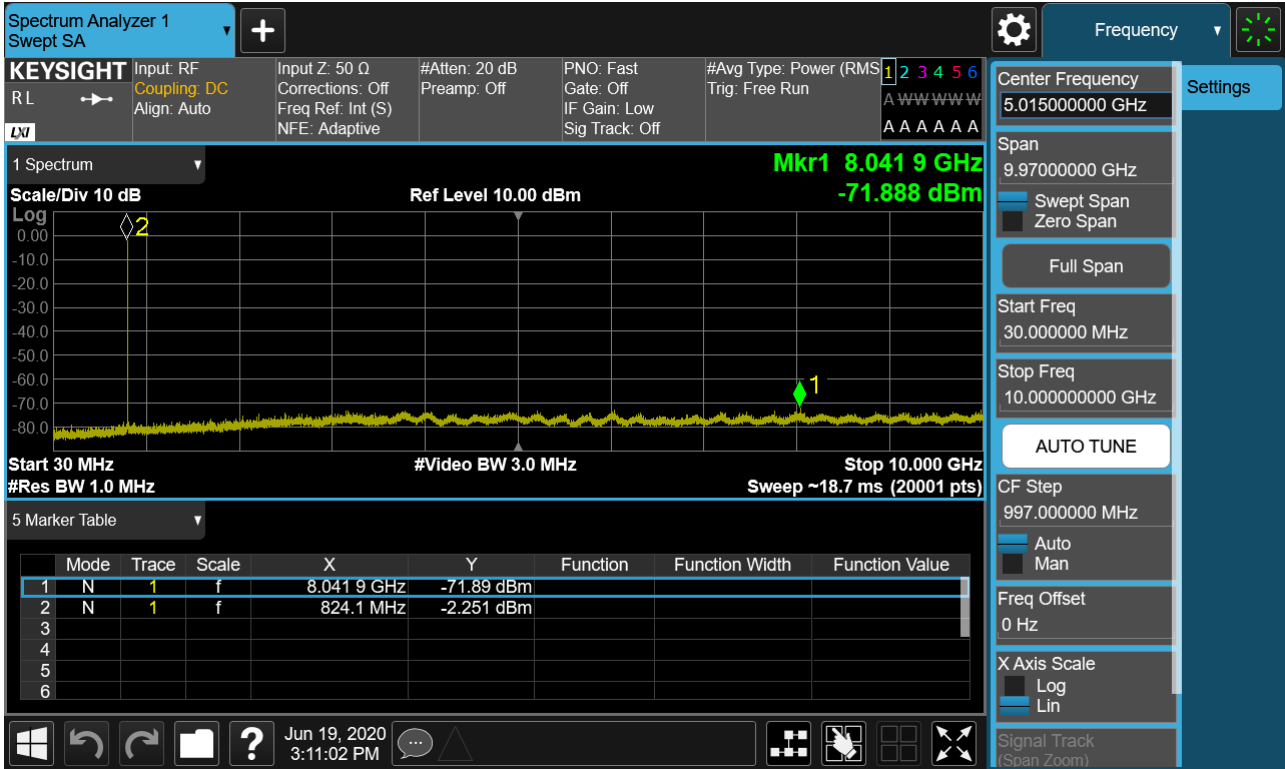 Spectrum Analyzer 1
Swept SA
Frequency
KEYSIGHT
R L
LXI
Input: RF
Coupling: DC
Align: Auto
Input Z: 50 Ω
Corrections: Off
Freq Ref: Int (S)
NFE: Adaptive
#Atten: 20 dB
Preamp: Off
PNO: Fast
Gate: Off
IF Gain: Low
Sig Track: Off
#Avg Type: Power (RMS
Trig: Free Run
1 2 3 4 5 6
A W W W W W
A A A A A A
1 Spectrum
Mkr1 8.041 9 GHz
Scale/Div 10 dB
Ref Level 10.00 dBm
-71.888 dBm
Log
2
0.00
-10.0
-20.0
-30.0
-40.0
-50.0
-60.0
1
-70.0
-80.0
Start 30 MHz
#Video BW 3.0 MHz
Stop 10.000 GHz
#Res BW 1.0 MHz
Sweep ~18.7 ms (20001 pts)
5 Marker Table
Mode Trace Scale X Y Function Function Width Function Value
1 N 1 f 8.041 9 GHz -71.89 dBm
2 N 1 f 824.1 MHz -2.251 dBm
3
4
5
6
?
Jun 19, 2020
3:11:02 PM
Center Frequency
5.015000000 GHz
Settings
Span
9.97000000 GHz
Swept Span
Zero Span
Full Span
Start Freq
30.000000 MHz
Stop Freq
10.000000000 GHz
AUTO TUNE
CF Step
997.000000 MHz
Auto
Man
Freq Offset
0 Hz
X Axis Scale
Log
Lin
Signal Track
(Span Zoom)